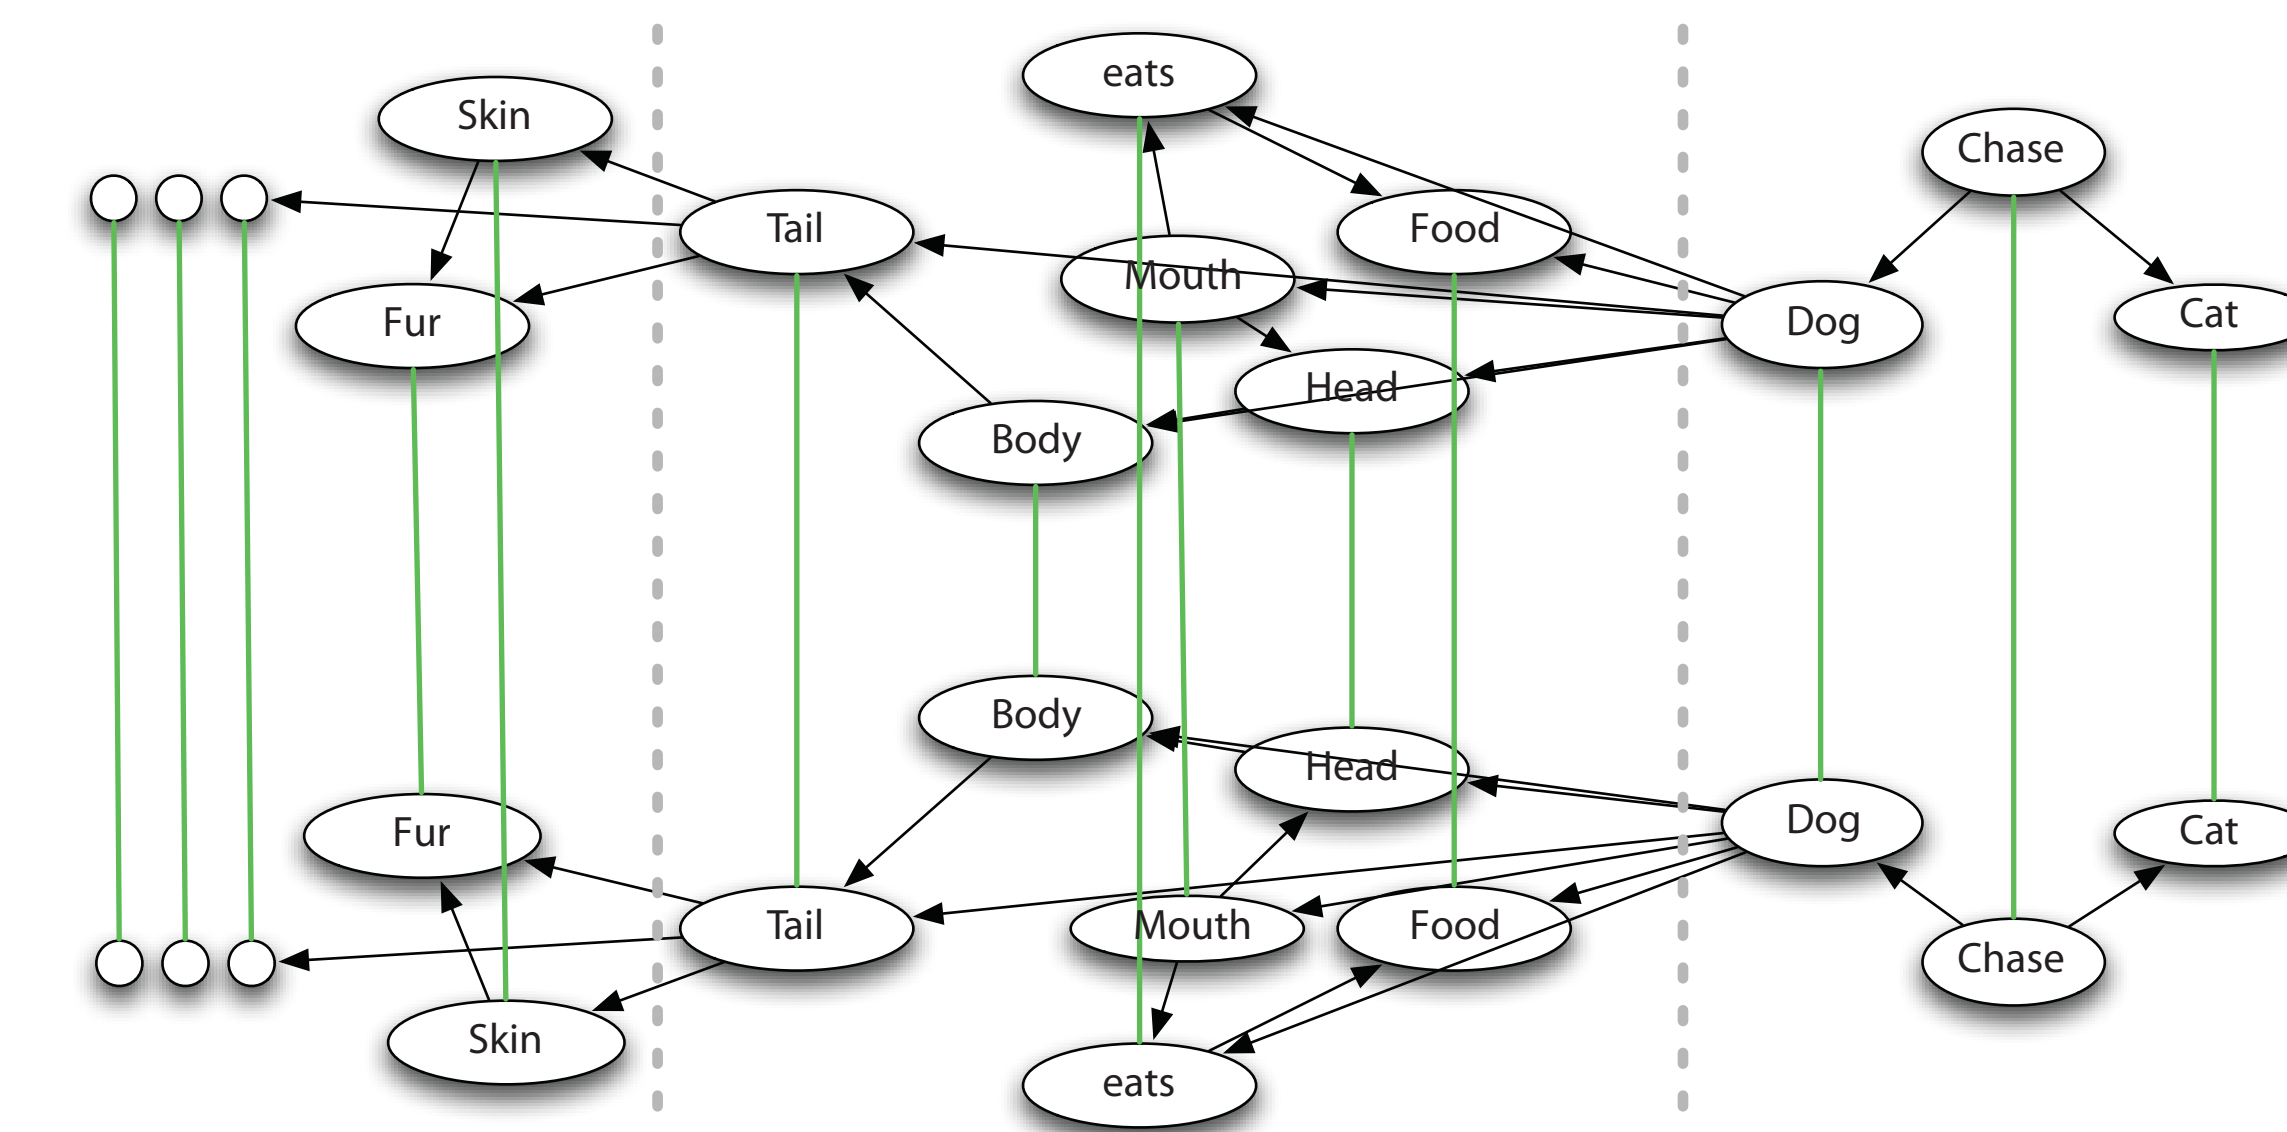 eats
Skin
Chase
Tail
Food
Mouth
Cat
Fur
Dog
Head
Body
Body
Head
Dog
Fur
Cat
Tail
Mouth
Food
Chase
Skin
eats